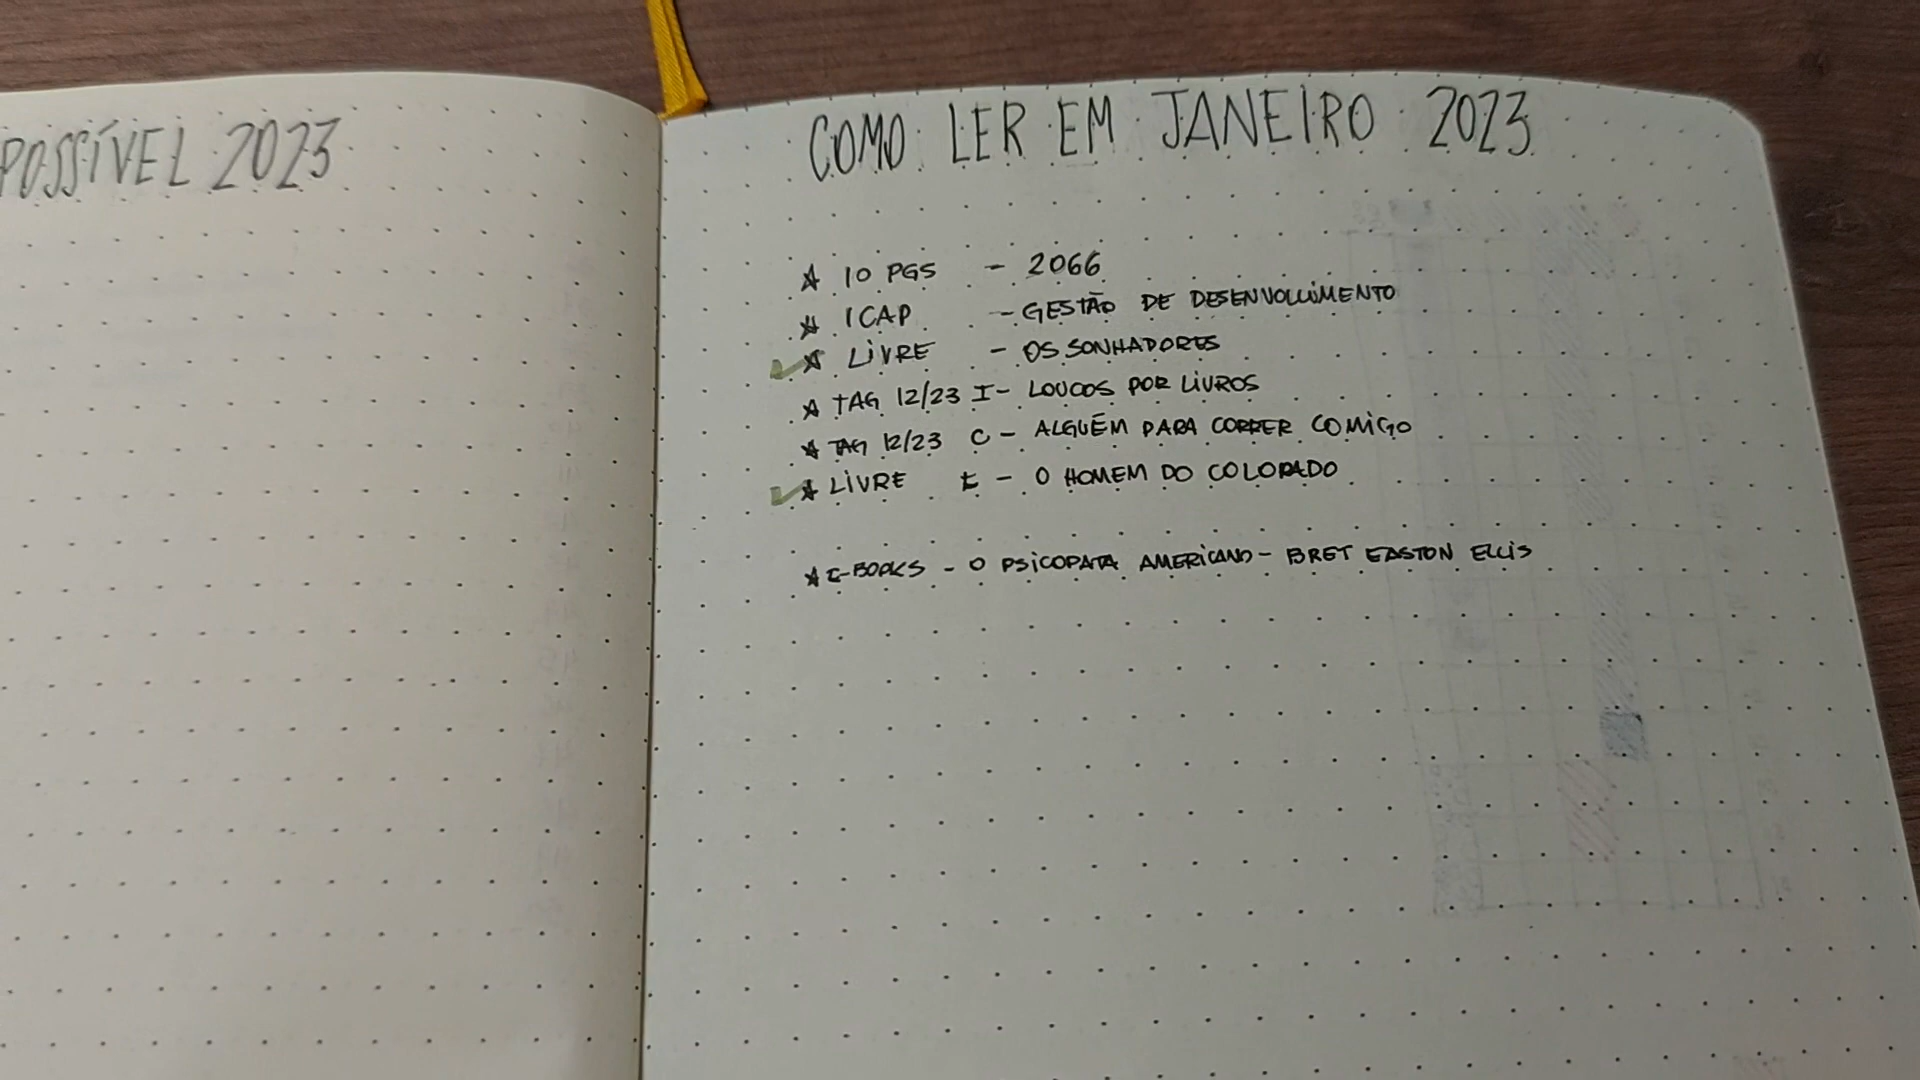 POSSÍVEL 2023
COMO LER EM JANEIRO 2023
10 PGS - 2066
1 CAP - GESTÃO DE DESENVOLVIMENTO
LIVRE - OS SONHADORES
TAG 12/23 I - LOUCOS POR LIVROS
TAG 12/23 C - ALGUÉM PARA CORRER COMIGO
LIVRE E - O HOMEM DO COLORADO
E-BOOKS - O PSICOPATA AMERICANO - BRET EASTON ELLIS